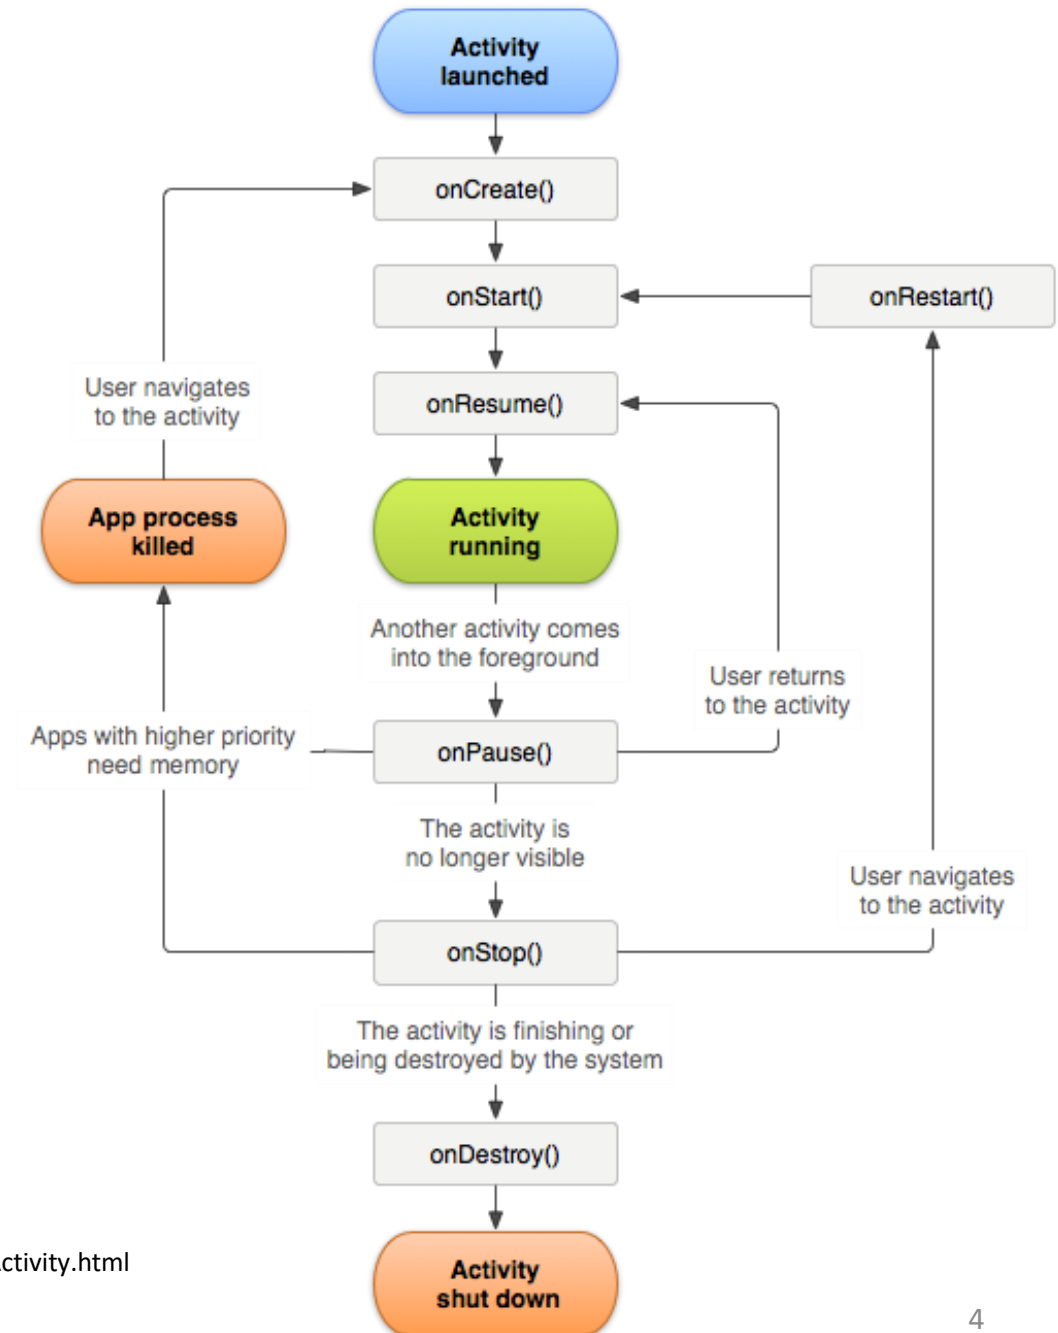 Activity
launched
onCreate()
onStart()
onRestart()
User navigates
to the activity
onResume()
App process
killed
Activity
running
Another activity comes
into the foreground
User returns
to the activity
Apps with higher priority
need memory
onPause()
The activity is
no longer visible
User navigates
to the activity
onStop()
The activity is finishing or
being destroyed by the system
onDestroy()
ctivity.html
Activity
shut down
4